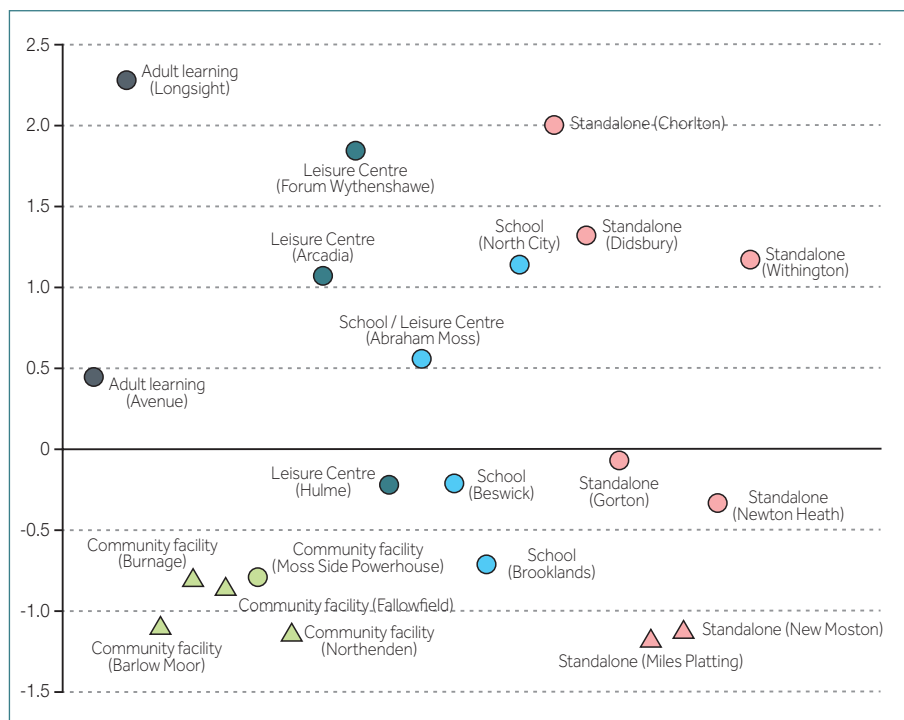 2.5
Adult learning
(Longsight)
2.0
Standalone (Chorlton)
Leisure Centre
(Forum Wythenshawe)
1.5
School
(North City)
Standalone
(Didsbury)
Leisure Centre
(Arcadia)
Standalone
(Withington)
1.0
School / Leisure Centre
(Abraham Moss)
0.5
Adult learning
(Avenue)
0
Leisure Centre
(Hulme)
School
(Beswick)
Standalone
(Gorton)
Standalone
(Newton Heath)
-0.5
Community facility
(Burnage)
Community facility
(Moss Side Powerhouse)
School
(Brooklands)
Community facility (Fallowfield)
-1.0
Community facility
(Barlow Moor)
Community facility
(Northenden)
Standalone (New Moston)
Standalone (Miles Platting)
-1.5